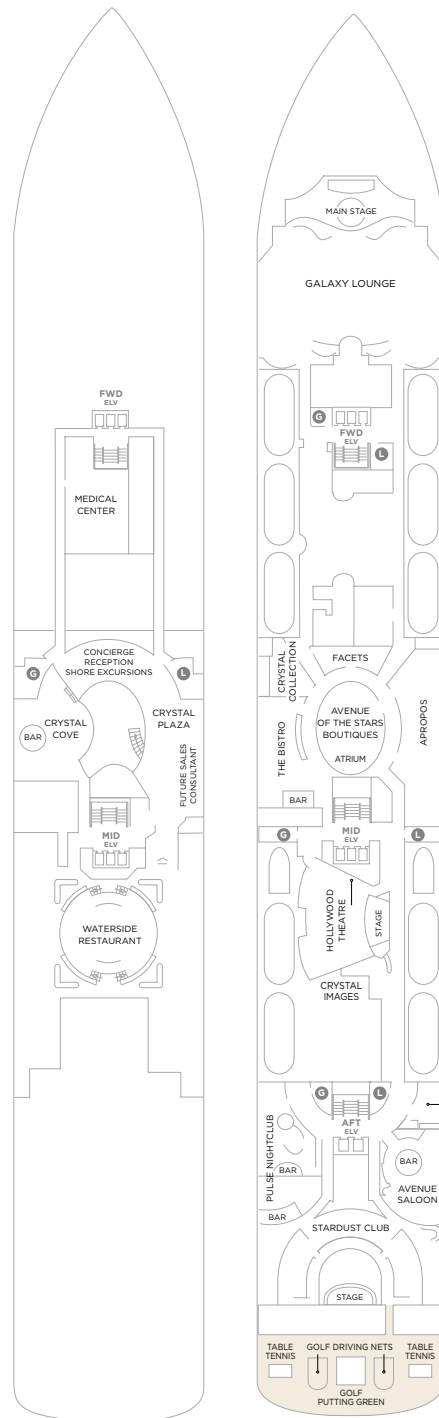 FWD
ELV
MEDICAL
CENTER
CONCIERGE
RECEPTION
SHORE EXCURSIONS
G
L
CRYSTAL
PLAZA
BAR
CRYSTAL
COVE
FUTURE SALES
CONSULTANT
MID
ELV
WATERSIDE
RESTAURANT
MAIN STAGE
GALAXY LOUNGE
G
FWD
ELV
L
CRYSTAL
COLLECTION
FACETS
THE BISTRO
AVENUE
OF THE STARS
BOUTIQUES
ATRIUM
APROPOS
BAR
G
MID
ELV
L
HOLLYWOOD
THEATRE
STAGE
CRYSTAL
IMAGES
G
L
AFT
ELV
PULSE NIGHTCLUB
BAR
BAR
AVENUE
SALOON
BAR
STARDUST CLUB
STAGE
TABLE
TENNIS
GOLF DRIVING NETS
TABLE
TENNIS
GOLF
PUTTING GREEN